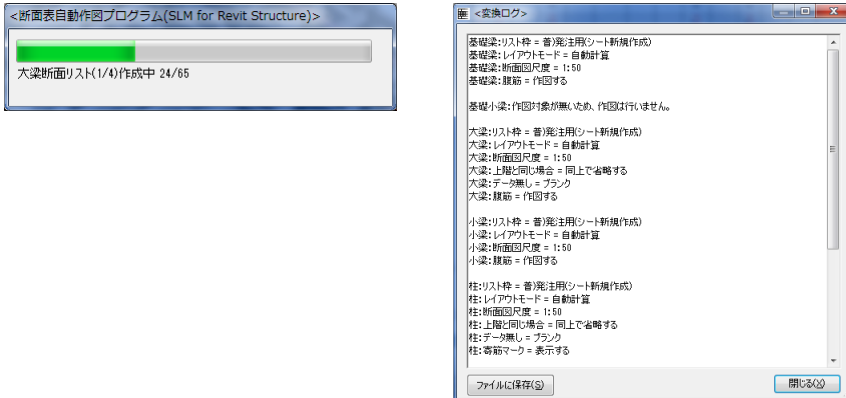 <断面表自動作図プログラム(SLM for Revit Structure)>
大梁断面リスト(1/4)作成中 24/65
<変換ログ>
基礎梁:リスト枠 = 普)発注用(シート新規作成)
基礎梁:レイアウトモード = 自動計算
基礎梁:断面図尺度 = 1:50
基礎梁:腹筋 = 作図する
基礎小梁:作図対象が無いため、作図は行いません。
大梁:リスト枠 = 普)発注用(シート新規作成)
大梁:レイアウトモード = 自動計算
大梁:断面図尺度 = 1:50
大梁:上階と同じ場合 = 同上で省略する
大梁:データ無し = ブランク
大梁:腹筋 = 作図する
小梁:リスト枠 = 普)発注用(シート新規作成)
小梁:レイアウトモード = 自動計算
小梁:断面図尺度 = 1:50
小梁:腹筋 = 作図する
柱:リスト枠 = 普)発注用(シート新規作成)
柱:レイアウトモード = 自動計算
柱:断面図尺度 = 1:50
柱:上階と同じ場合 = 同上で省略する
柱:データ無し = ブランク
柱:寄筋マーク = 表示する
ファイルに保存(S)
閉じる(X)